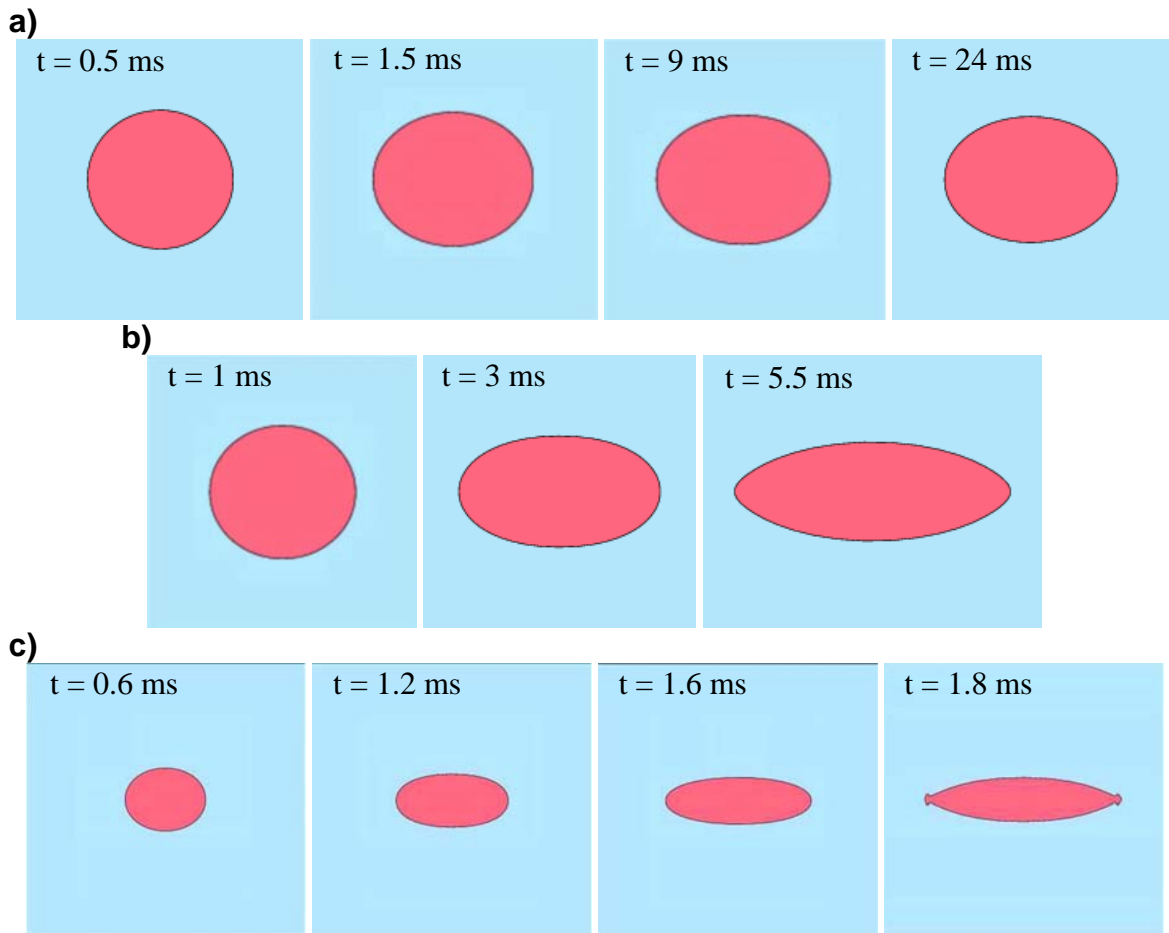 a)
t = 0.5 ms
t = 1.5 ms
t = 9 ms
t = 24 ms
b)
t = 1 ms
t = 3 ms
t = 5.5 ms
c)
t = 0.6 ms
t = 1.2 ms
t = 1.6 ms
t = 1.8 ms